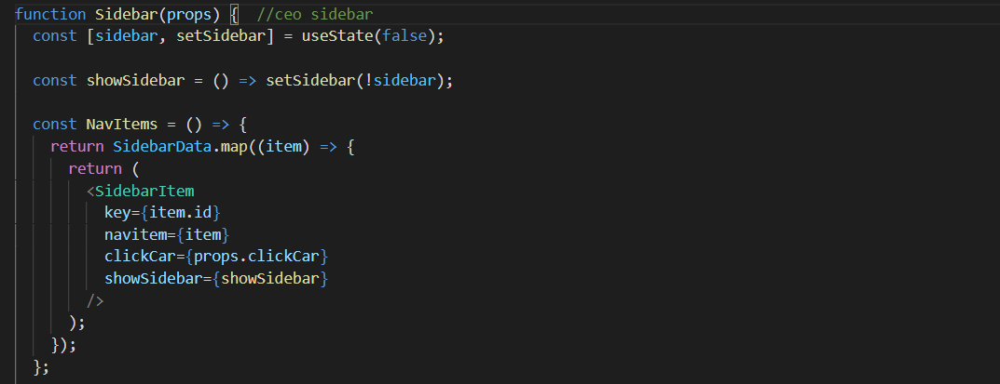 function Sidebar(props) {  //ceo sidebar
  const [sidebar, setSidebar] = useState(false);

  const showSidebar = () => setSidebar(!sidebar);

  const NavItems = () => {
    return SidebarData.map((item) => {
      return (
        <SidebarItem
          key={item.id}
          navitem={item}
          clickCar={props.clickCar}
          showSidebar={showSidebar}
        />
      );
    });
  };